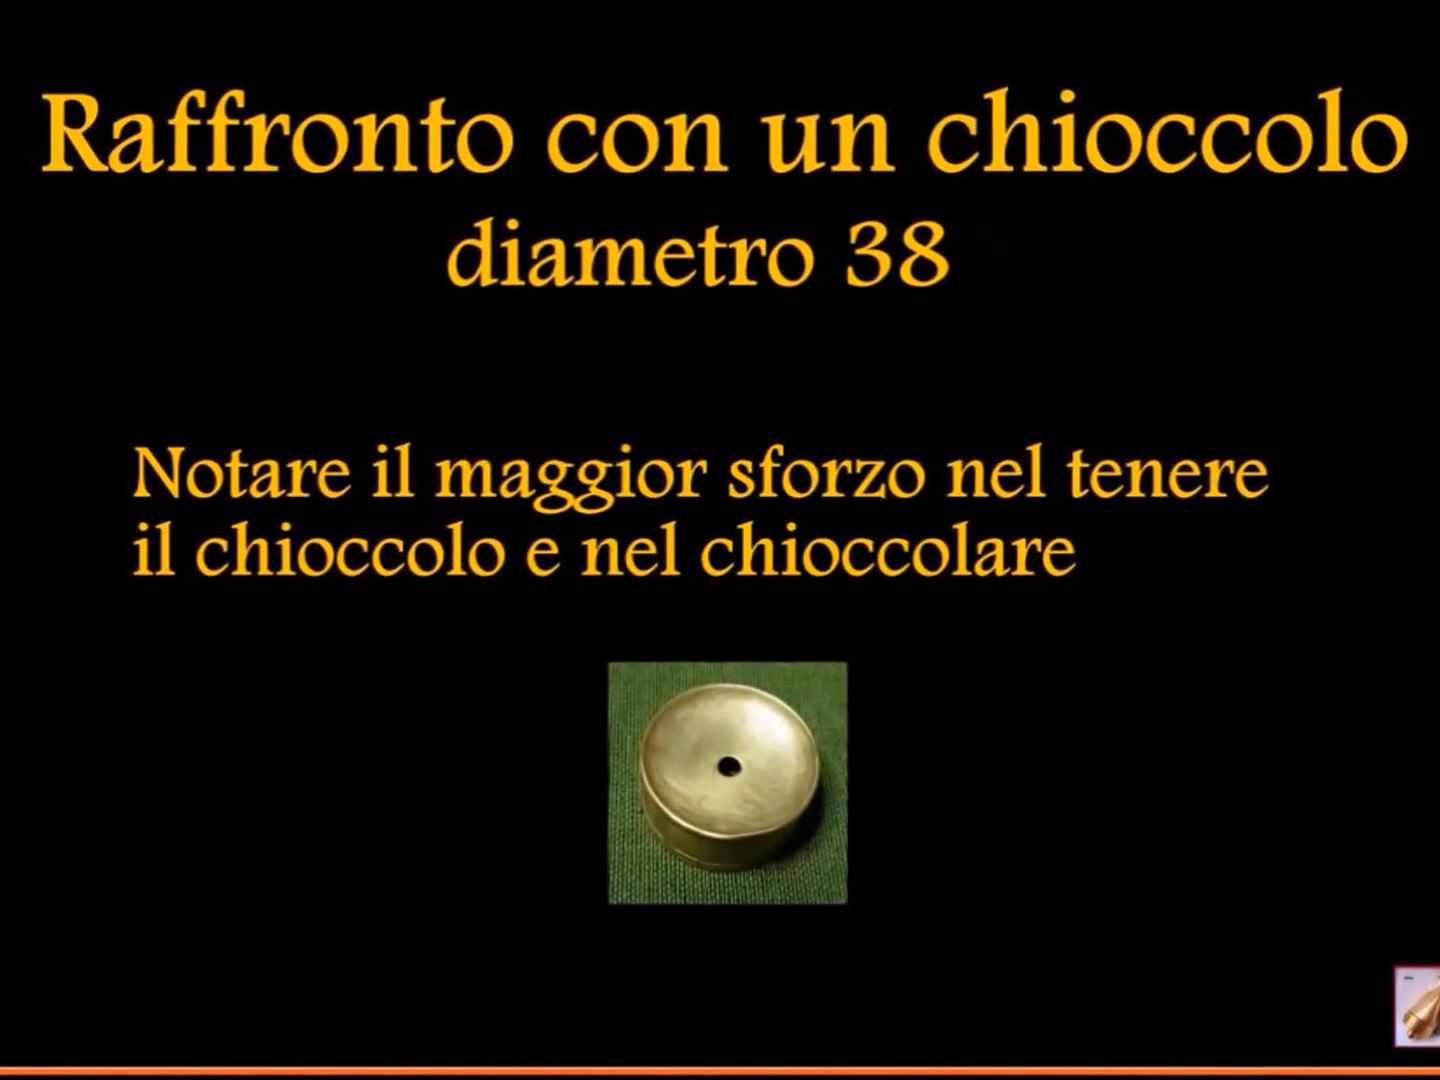 Raffronto con un chioccolo
diametro 38
Notare il maggior sforzo nel tenere
il chioccolo e nel chioccolare